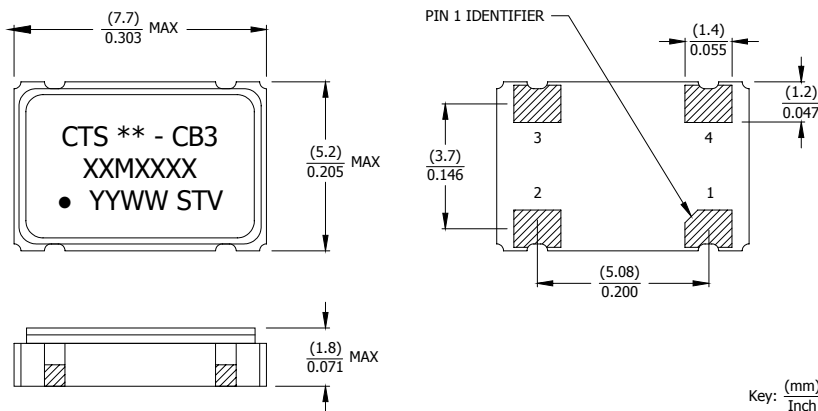 (7.7)
0.303 MAX
CTS ** - CB3
XXMXXXX
• YYWW STV
(5.2)
0.205 MAX
(1.8)
0.071 MAX
PIN 1 IDENTIFIER
(1.4)
0.055
(1.2)
0.047
3
4
(3.7)
0.146
2
1
(5.08)
0.200
Key: (mm)
Inch